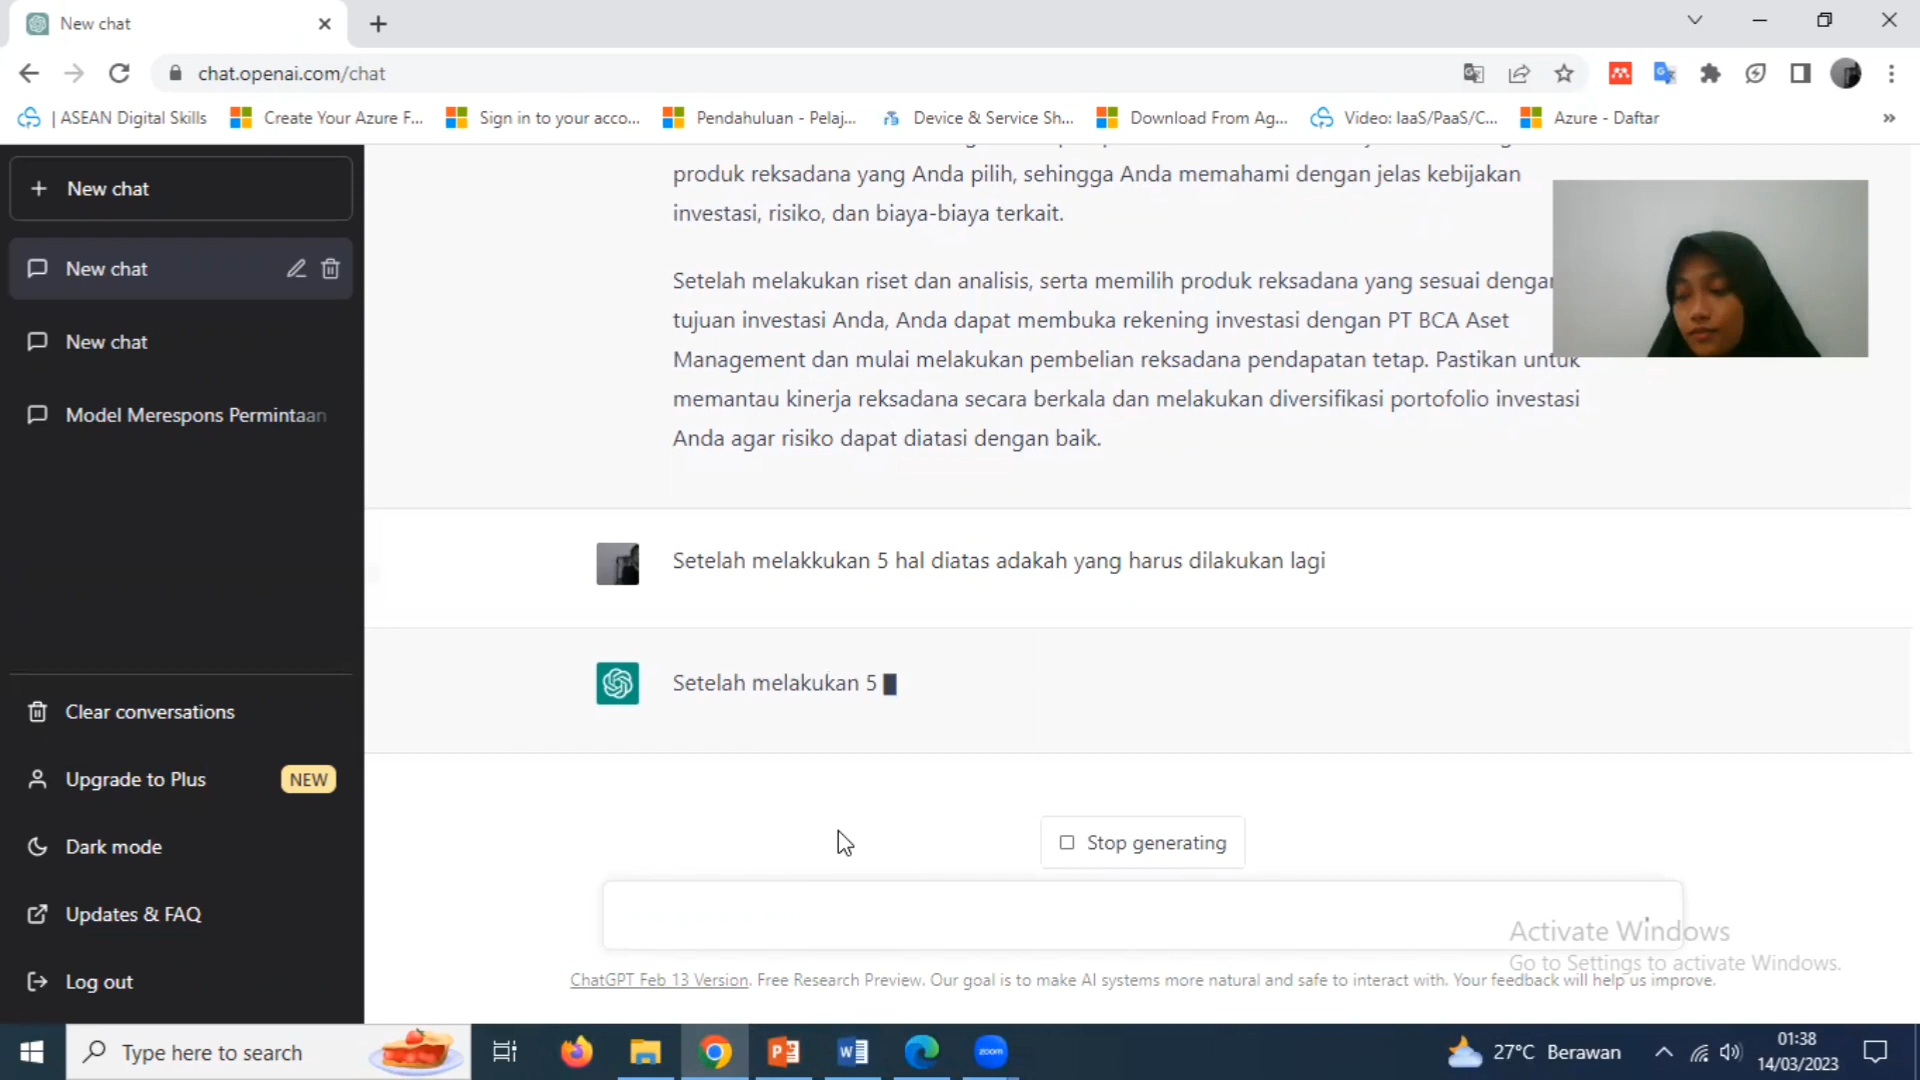 New chat
chat.openai.com/chat
| ASEAN Digital Skills
Create Your Azure F...
Sign in to your acco...
Pendahuluan - Pelaj...
Device & Service Sh...
Download From Ag...
Video: IaaS/PaaS/C...
Azure - Daftar
»
+ New chat
New chat
New chat
Model Merespons Permintaan
Clear conversations
Upgrade to Plus NEW
Dark mode
Updates & FAQ
Log out
produk reksadana yang Anda pilih, sehingga Anda memahami dengan jelas kebijakan
investasi, risiko, dan biaya-biaya terkait.
Setelah melakukan riset dan analisis, serta memilih produk reksadana yang sesuai dengan
tujuan investasi Anda, Anda dapat membuka rekening investasi dengan PT BCA Aset
Management dan mulai melakukan pembelian reksadana pendapatan tetap. Pastikan untuk
memantau kinerja reksadana secara berkala dan melakukan diversifikasi portofolio investasi
Anda agar risiko dapat diatasi dengan baik.
Setelah melakkukan 5 hal diatas adakah yang harus dilakukan lagi
Setelah melakukan 5
Stop generating
Activate Windows
Go to Settings to activate Windows.
ChatGPT Feb 13 Version. Free Research Preview. Our goal is to make AI systems more natural and safe to interact with. Your feedback will help us improve.
Type here to search
zoom
27°C Berawan
01:38
14/03/2023